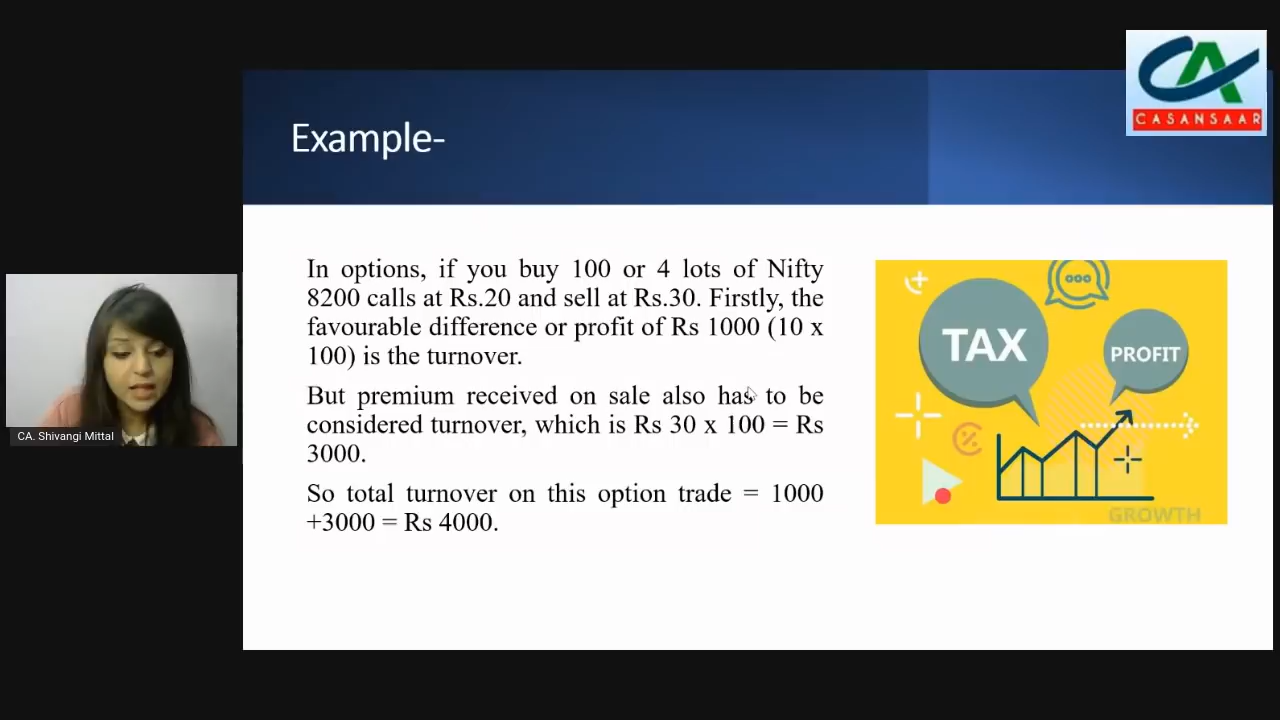 CASANSAAR
Example-
In options, if you buy 100 or 4 lots of Nifty
8200 calls at Rs.20 and sell at Rs.30. Firstly, the
favourable difference or profit of Rs 1000 (10 x
100) is the turnover.
But premium received on sale also has to be
considered turnover, which is Rs 30 x 100 = Rs
3000.
So total turnover on this option trade = 1000
+3000 = Rs 4000.
TAX
PROFIT
GROWTH
CA. Shivangi Mittal